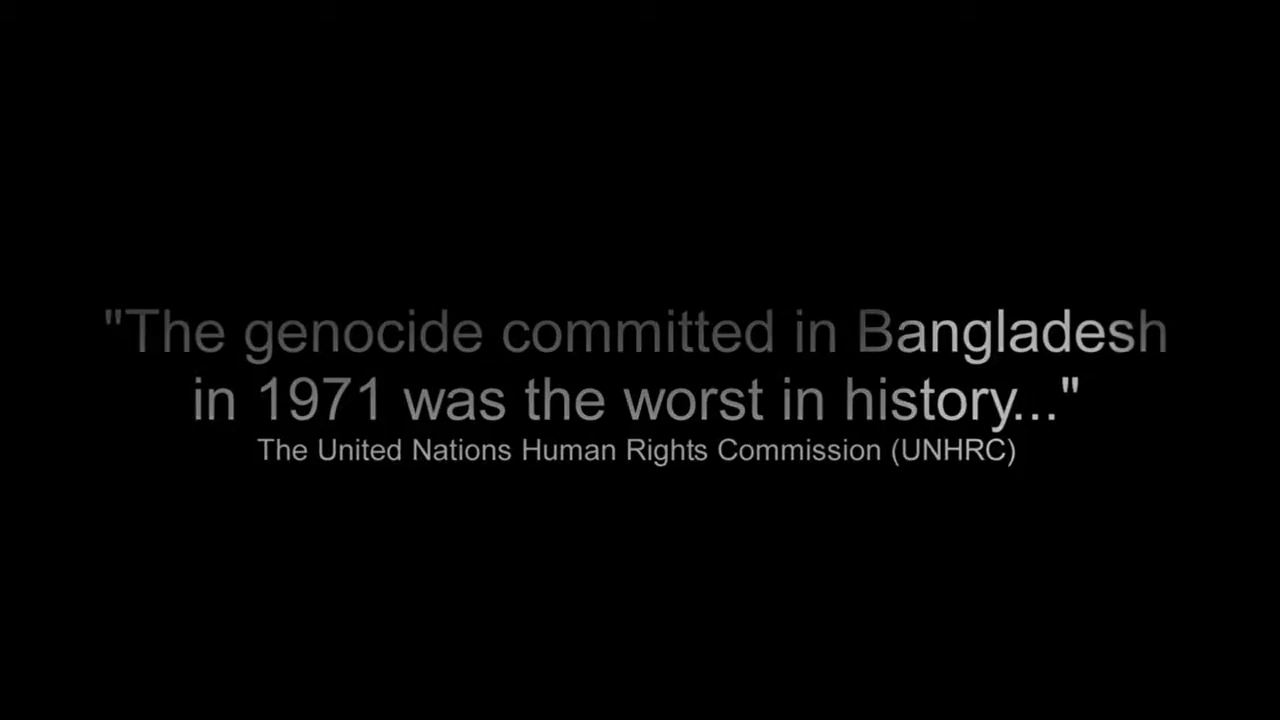 "The genocide committed in Bangladesh
in 1971 was the worst in history..."
The United Nations Human Rights Commission (UNHRC)